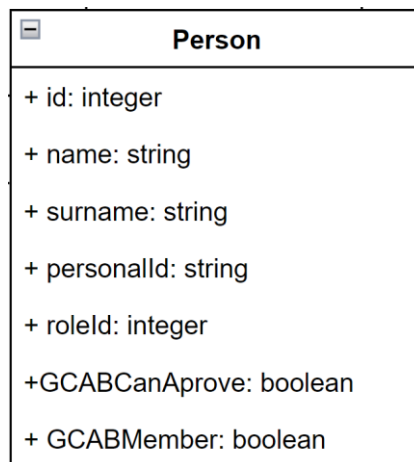 Person
+ id: integer
+ name: string
+ surname: string
+ personalId: string
+ roleId: integer
+GCABCanAprove: boolean
+ GCABMember: boolean